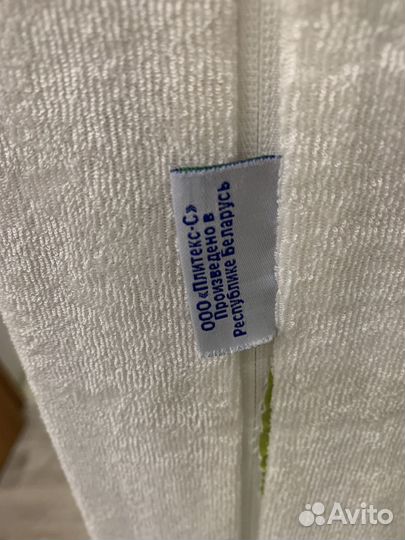 ООО «Плитекс-С»
Произведено в
Республике Беларусь
Avito